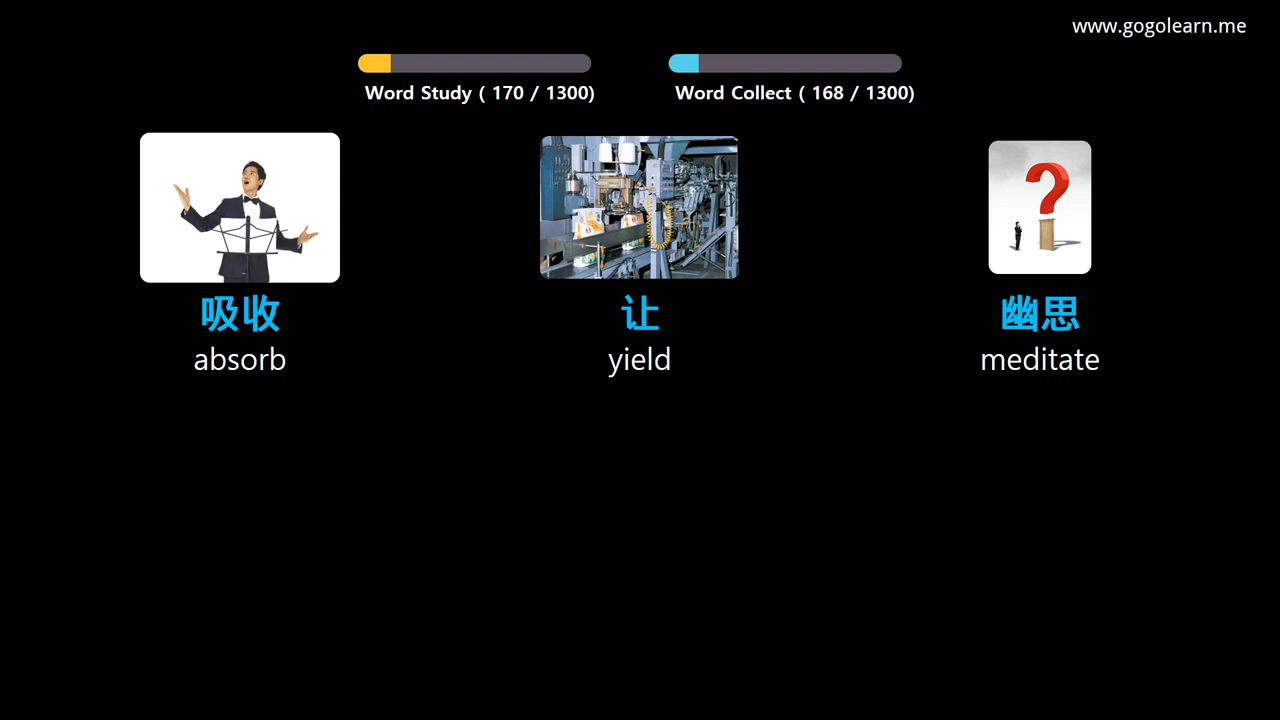 www.gogolearn.me
Word Study ( 170 / 1300)
Word Collect ( 168 / 1300)
吸收
absorb
让
yield
幽思
meditate